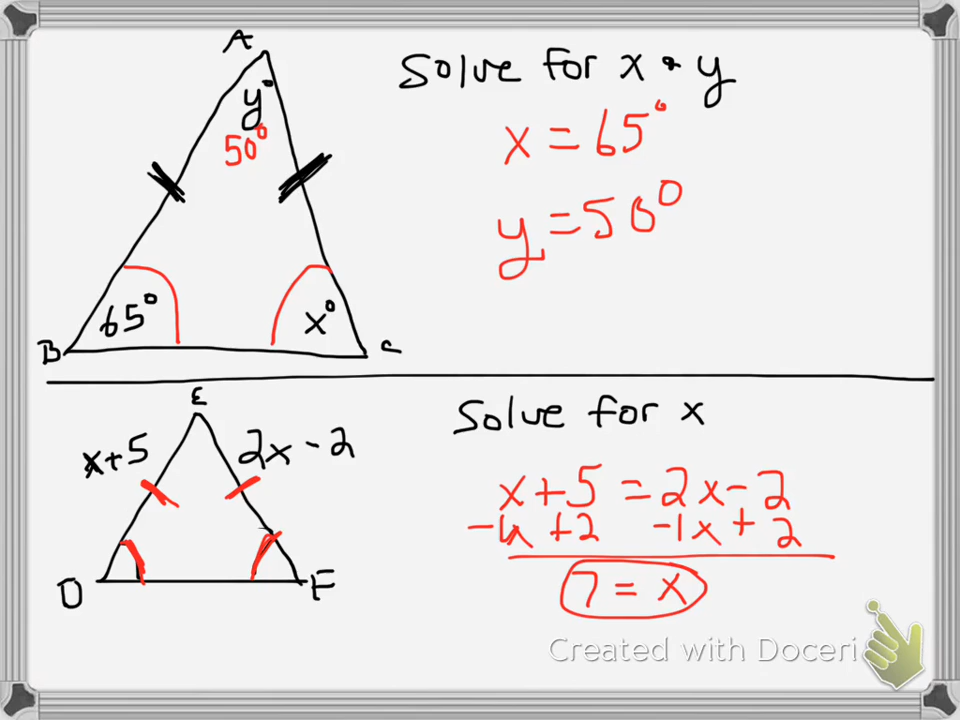 A
Solve for x & y
y°
50°
x = 65°
y = 50°
65°
x°
B
C
E
Solve for x
x+5
2x-2
x+5 = 2x-2
-1x +2 -1x + 2
7 = x
D
F
Created with Doceri